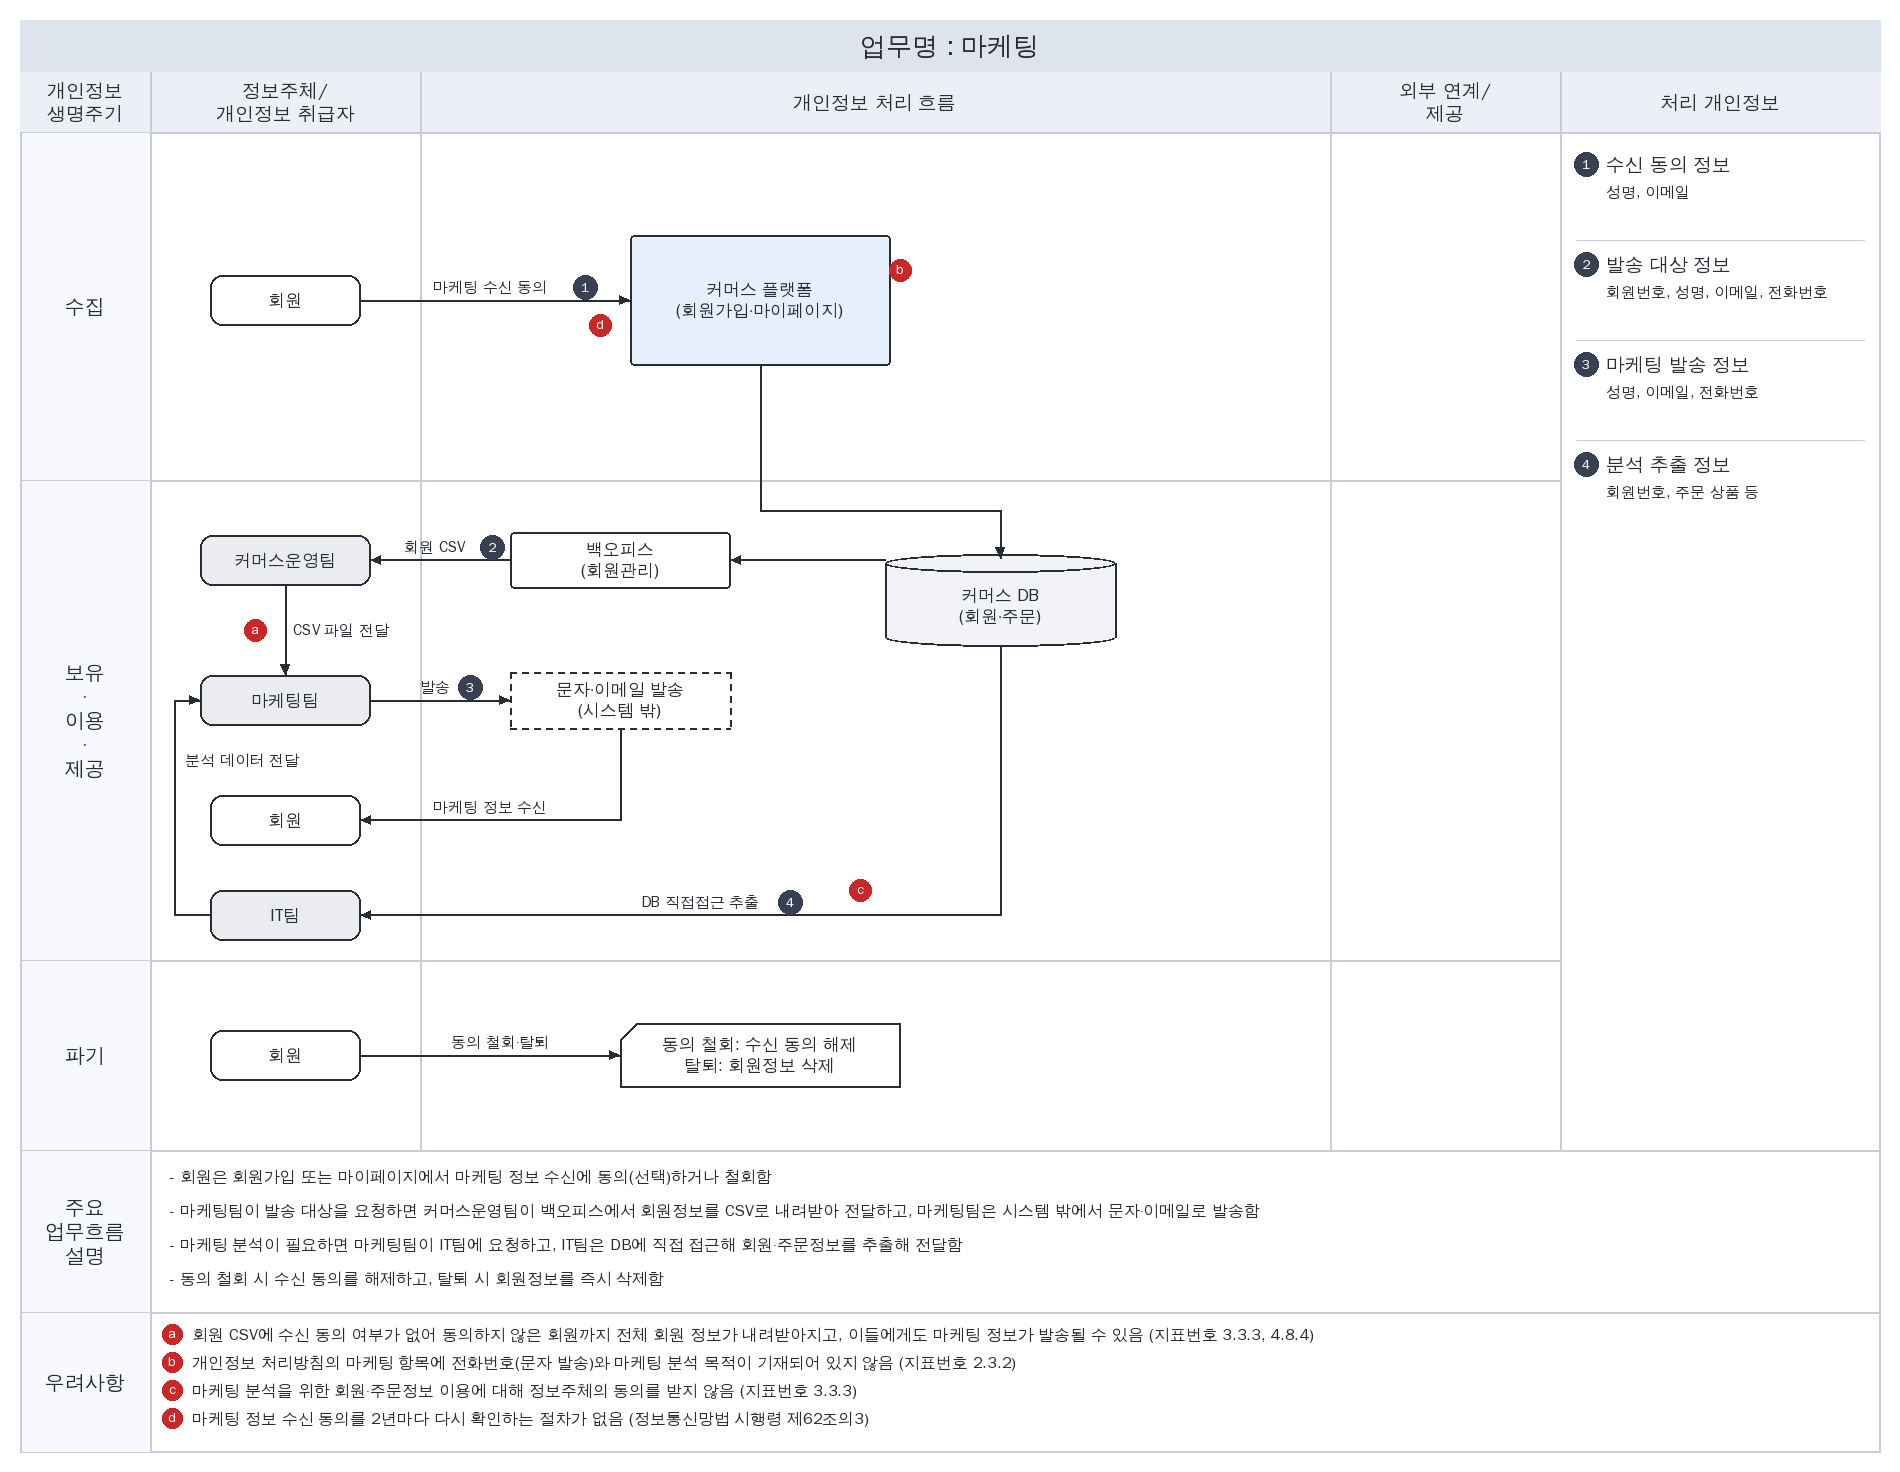 업무명 : 마케팅
개인정보
생명주기
정보주체/
개인정보 취급자
개인정보 처리 흐름
외부 연계/
제공
처리 개인정보
수집
회원
마케팅 수신 동의
1
d
커머스 플랫폼
(회원가입·마이페이지)
b
1 수신 동의 정보
성명, 이메일
2 발송 대상 정보
회원번호, 성명, 이메일, 전화번호
3 마케팅 발송 정보
성명, 이메일, 전화번호
4 분석 추출 정보
회원번호, 주문 상품 등
보유
·
이용
·
제공
커머스운영팀
회원 CSV
2
백오피스
(회원관리)
커머스 DB
(회원·주문)
a
CSV 파일 전달
마케팅팀
발송
3
문자·이메일 발송
(시스템 밖)
분석 데이터 전달
회원
마케팅 정보 수신
IT팀
DB 직접접근 추출
4
c
파기
회원
동의 철회·탈퇴
동의 철회: 수신 동의 해제
탈퇴: 회원정보 삭제
주요
업무흐름
설명
- 회원은 회원가입 또는 마이페이지에서 마케팅 정보 수신에 동의(선택)하거나 철회함
- 마케팅팀이 발송 대상을 요청하면 커머스운영팀이 백오피스에서 회원정보를 CSV로 내려받아 전달하고, 마케팅팀은 시스템 밖에서 문자·이메일로 발송함
- 마케팅 분석이 필요하면 마케팅팀이 IT팀에 요청하고, IT팀은 DB에 직접 접근해 회원·주문정보를 추출해 전달함
- 동의 철회 시 수신 동의를 해제하고, 탈퇴 시 회원정보를 즉시 삭제함
우려사항
a 회원 CSV에 수신 동의 여부가 없어 동의하지 않은 회원까지 전체 회원 정보가 내려받아지고, 이들에게도 마케팅 정보가 발송될 수 있음 (지표번호 3.3.3, 4.8.4)
b 개인정보 처리방침의 마케팅 항목에 전화번호(문자 발송)와 마케팅 분석 목적이 기재되어 있지 않음 (지표번호 2.3.2)
c 마케팅 분석을 위한 회원·주문정보 이용에 대해 정보주체의 동의를 받지 않음 (지표번호 3.3.3)
d 마케팅 정보 수신 동의를 2년마다 다시 확인하는 절차가 없음 (정보통신망법 시행령 제62조의3)